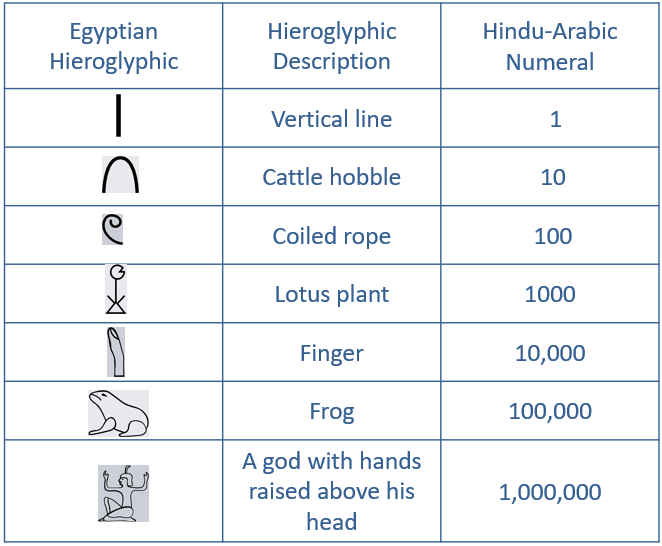 Egyptian
Hieroglyphic
Hieroglyphic
Description
Hindu-Arabic
Numeral
Vertical line
1
Cattle hobble
10
Coiled rope
100
Lotus plant
1000
Finger
10,000
Frog
100,000
A god with hands
raised above his
head
1,000,000